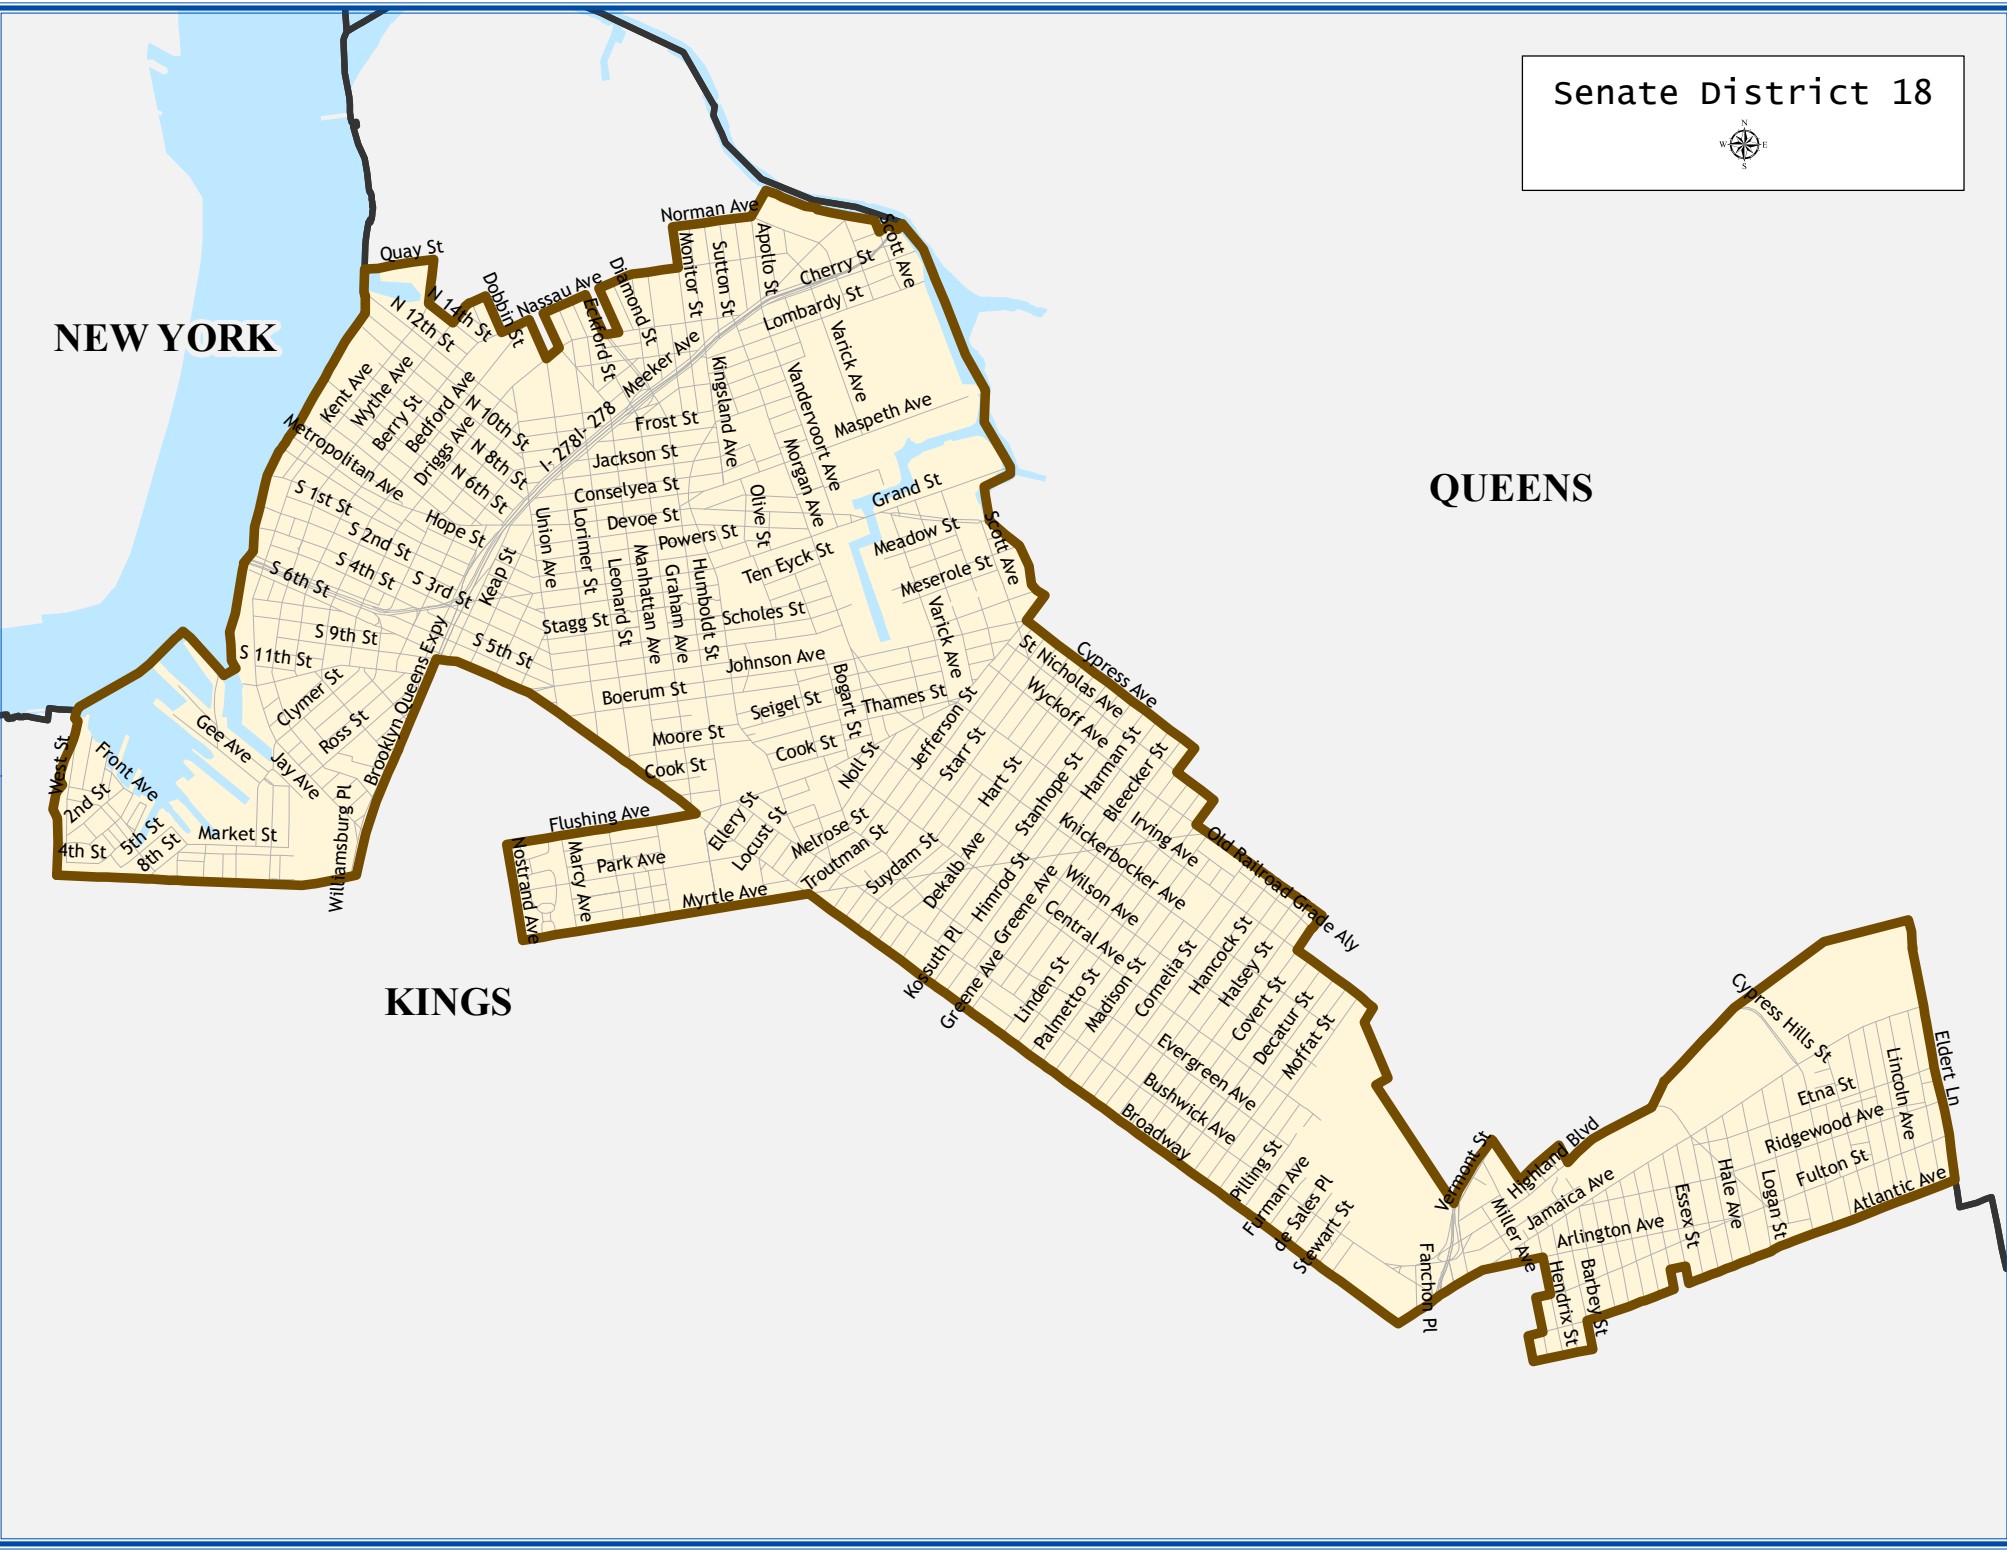 Senate District 18
N
W
E
S
NEW YORK
QUEENS
KINGS
Norman Ave
Quay St
Scott Ave
Monitor St
Sutton St
Apollo St
Cherry St
Lombardy St
Dobbin St
Nassau Ave
Diamond St
Eckford St
N 14th St
N 12th St
Meeker Ave
Varick Ave
Kent Ave
Wythe Ave
Berry St
Bedford Ave
Driggs Ave
N 10th St
N 8th St
N 6th St
Metropolitan Ave
I- 278
I- 278
Frost St
Kingsland Ave
Vandervoort Ave
Maspeth Ave
Jackson St
Morgan Ave
Conselyea St
Olive St
Grand St
S 1st St
Hope St
Devoe St
Powers St
Meadow St
Scott Ave
S 2nd St
S 4th St
S 3rd St
S 6th St
Keap St
Union Ave
Lorimer St
Leonard St
Manhattan Ave
Graham Ave
Humboldt St
Ten Eyck St
Meserole St
Scholes St
Stagg St
Varick Ave
S 9th St
S 11th St
S 5th St
Johnson Ave
Bogart St
Thames St
Boerum St
Seigel St
Clymer St
Ross St
Brooklyn Queens Expy
Moore St
Cook St
Cook St
Noll St
Jefferson St
Starr St
St Nicholas Ave
Cypress Ave
Wyckoff Ave
Harman St
Bleecker St
Gee Ave
Jay Ave
West St
Front Ave
2nd St
4th St
5th St
8th St
Market St
Williamsburg Pl
Flushing Ave
Nostrand Ave
Marcy Ave
Park Ave
Myrtle Ave
Ellery St
Locust St
Melrose St
Troutman St
Suydam St
Hart St
Stanhope St
Dekalb Ave
Himrod St
Greene Ave
Knickerbocker Ave
Irving Ave
Old Railroad Grade Aly
Wilson Ave
Central Ave
Kossuth Pl
Greene Ave
Linden St
Palmetto St
Madison St
Cornelia St
Hancock St
Halsey St
Covert St
Decatur St
Moffat St
Evergreen Ave
Bushwick Ave
Broadway
Pilling St
Furman Ave
de Sales Pl
Stewart St
Vermont St
Highland Blvd
Jamaica Ave
Miller Ave
Fanchon Pl
Arlington Ave
Hendrix St
Barbey St
Essex St
Hale Ave
Logan St
Cypress Hills St
Etna St
Ridgewood Ave
Fulton St
Lincoln Ave
Eldert Ln
Atlantic Ave